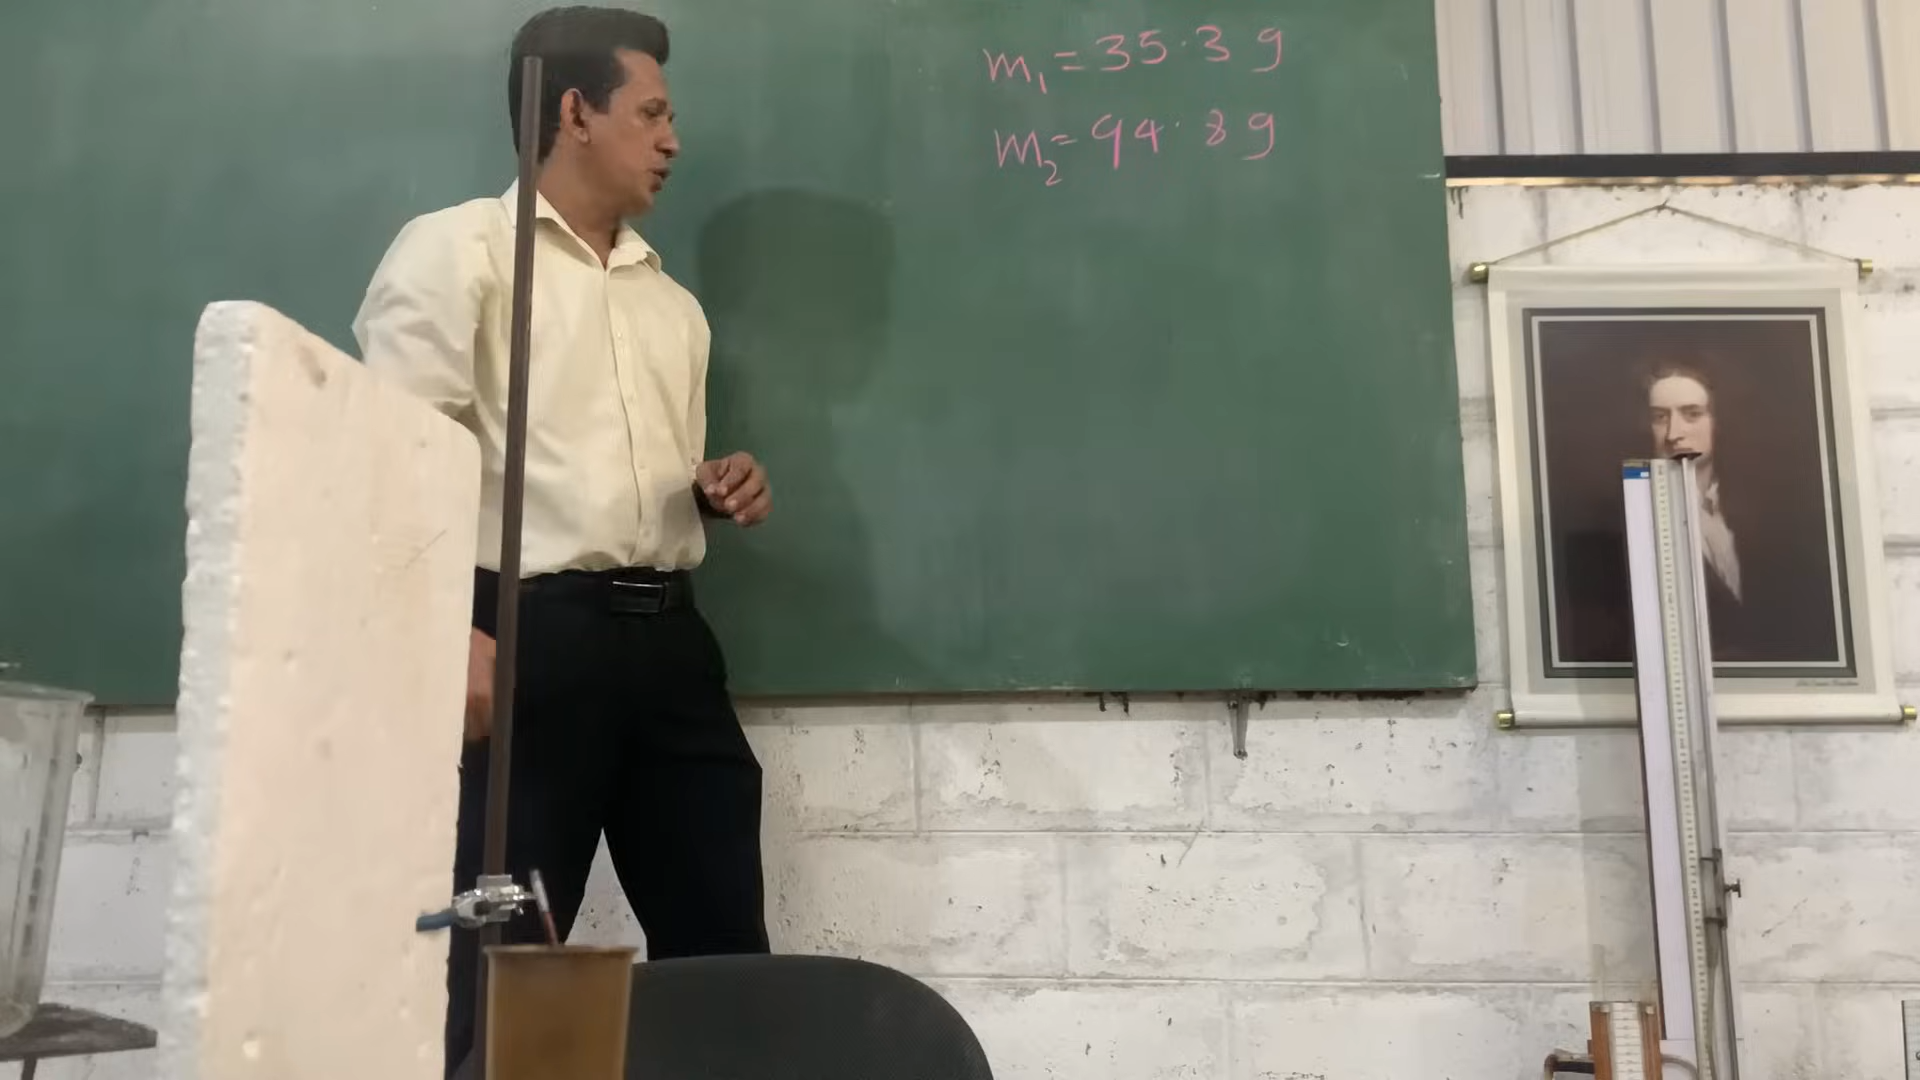 m₁ = 35.3 g
m₂ = 94.8 g